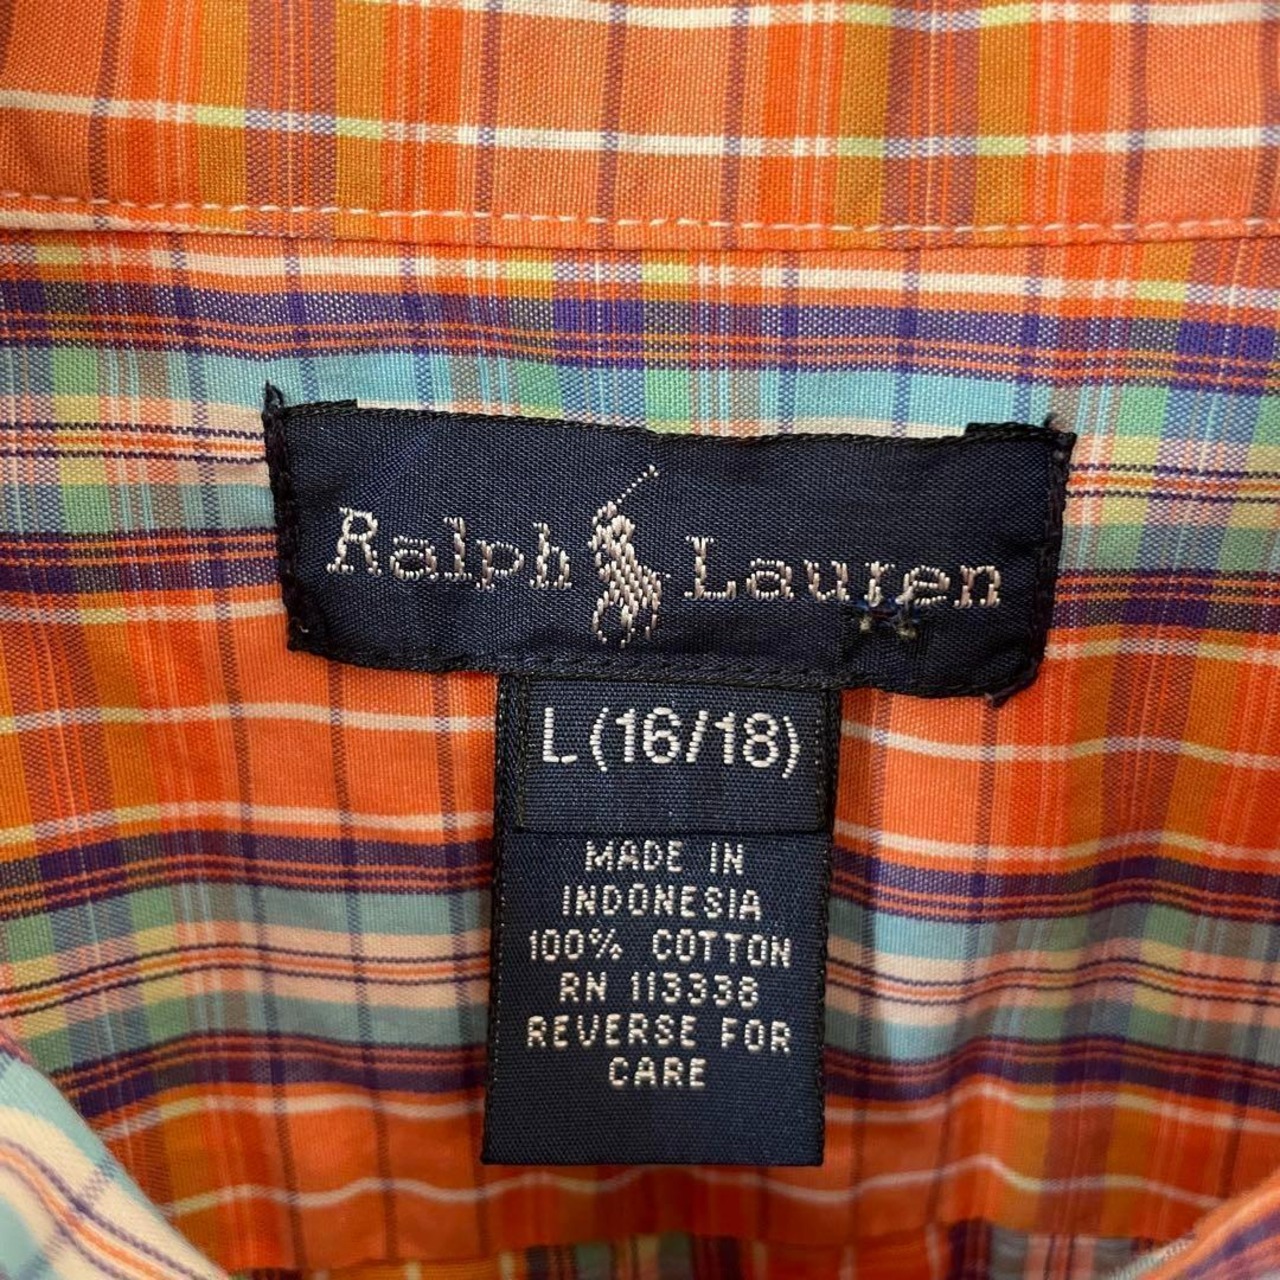 Ralph Lauren
L (16/18)
MADE IN
INDONESIA
100% COTTON
RN 113338
REVERSE FOR
CARE